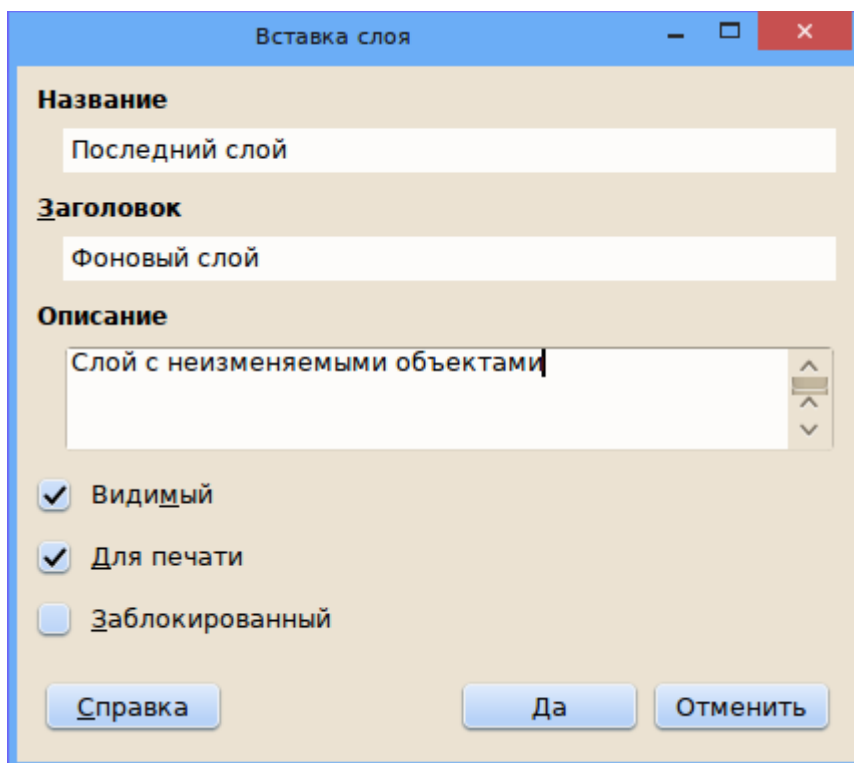 Вставка слоя
Название
Последний слой
Заголовок
Фоновый слой
Описание
Слой с неизменяемыми объектами
Видимый
Для печати
Заблокированный
Справка Да Отменить